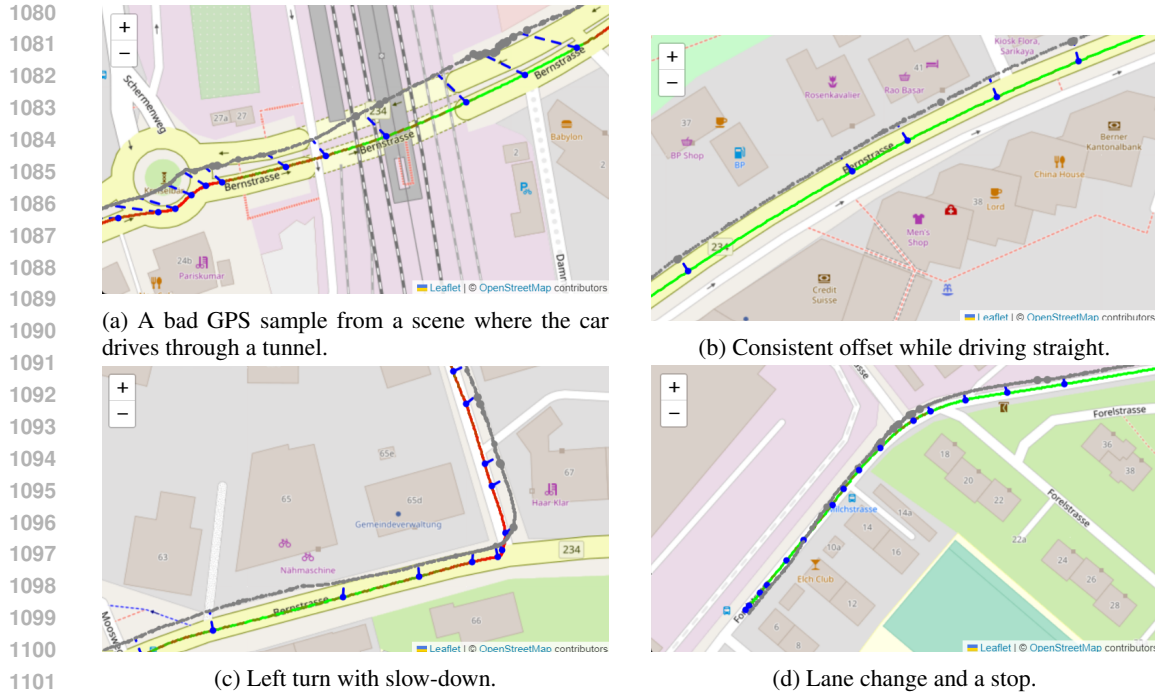 1080
1081
1082
1083
1084
1085
1086
1087
1088
1089
1090
1091
1092
1093
1094
1095
1096
1097
1098
1099
1100
1101
+
−
Schermenweg
27a
27
234
Bernstrasse
Bernstrasse
Bernstrasse
Babylon
2
2
24b
Pariskumar
Leaflet | © OpenStreetMap contributors
(a) A bad GPS sample from a scene where the car
drives through a tunnel.
+
−
Kiosk Flora,
Sarikaya
41
Rosenkavalier
Rao Basar
37
BP Shop
BP
Bernstrasse
Berner
Kantonalbank
China House
38
Lord
Men's
Shop
234
Credit
Suisse
Leaflet | © OpenStreetMap contributors
(b) Consistent offset while driving straight.
+
−
65e
65
65d
67
Haar Klar
Gemeindeverwaltung
63
Nähmaschine
234
Bernstrasse
66
Leaflet | © OpenStreetMap contributors
(c) Left turn with slow-down.
+
−
Forelstrasse
36
38
18
20
22
Forelstrasse
14
14a
22a
16
10a
24
Elch Club
26
12
28
6
8
Leaflet | © OpenStreetMap contributors
(d) Lane change and a stop.